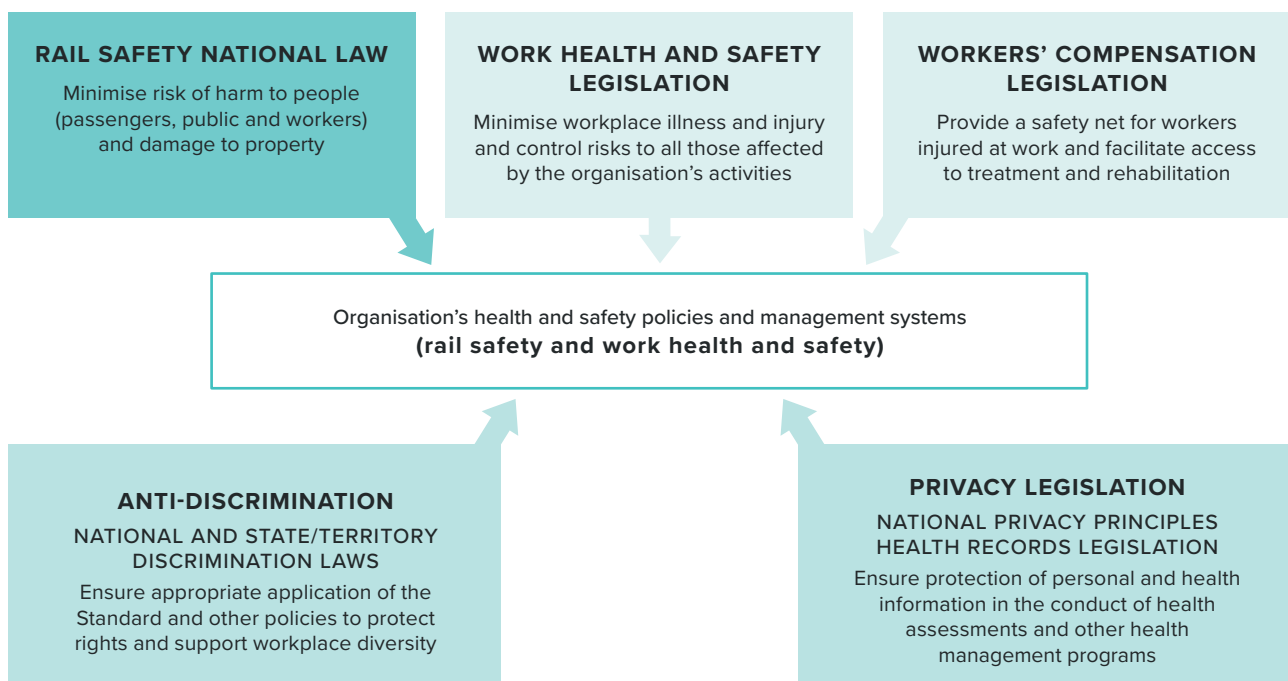 RAIL SAFETY NATIONAL LAW
Minimise risk of harm to people
(passengers, public and workers)
and damage to property
WORK HEALTH AND SAFETY
LEGISLATION
Minimise workplace illness and injury
and control risks to all those affected
by the organisation’s activities
WORKERS’ COMPENSATION
LEGISLATION
Provide a safety net for workers
injured at work and facilitate access
to treatment and rehabilitation
Organisation’s health and safety policies and management systems
(rail safety and work health and safety)
ANTI-DISCRIMINATION
NATIONAL AND STATE/TERRITORY
DISCRIMINATION LAWS
Ensure appropriate application of the
Standard and other policies to protect
rights and support workplace diversity
PRIVACY LEGISLATION
NATIONAL PRIVACY PRINCIPLES
HEALTH RECORDS LEGISLATION
Ensure protection of personal and health
information in the conduct of health
assessments and other health
management programs